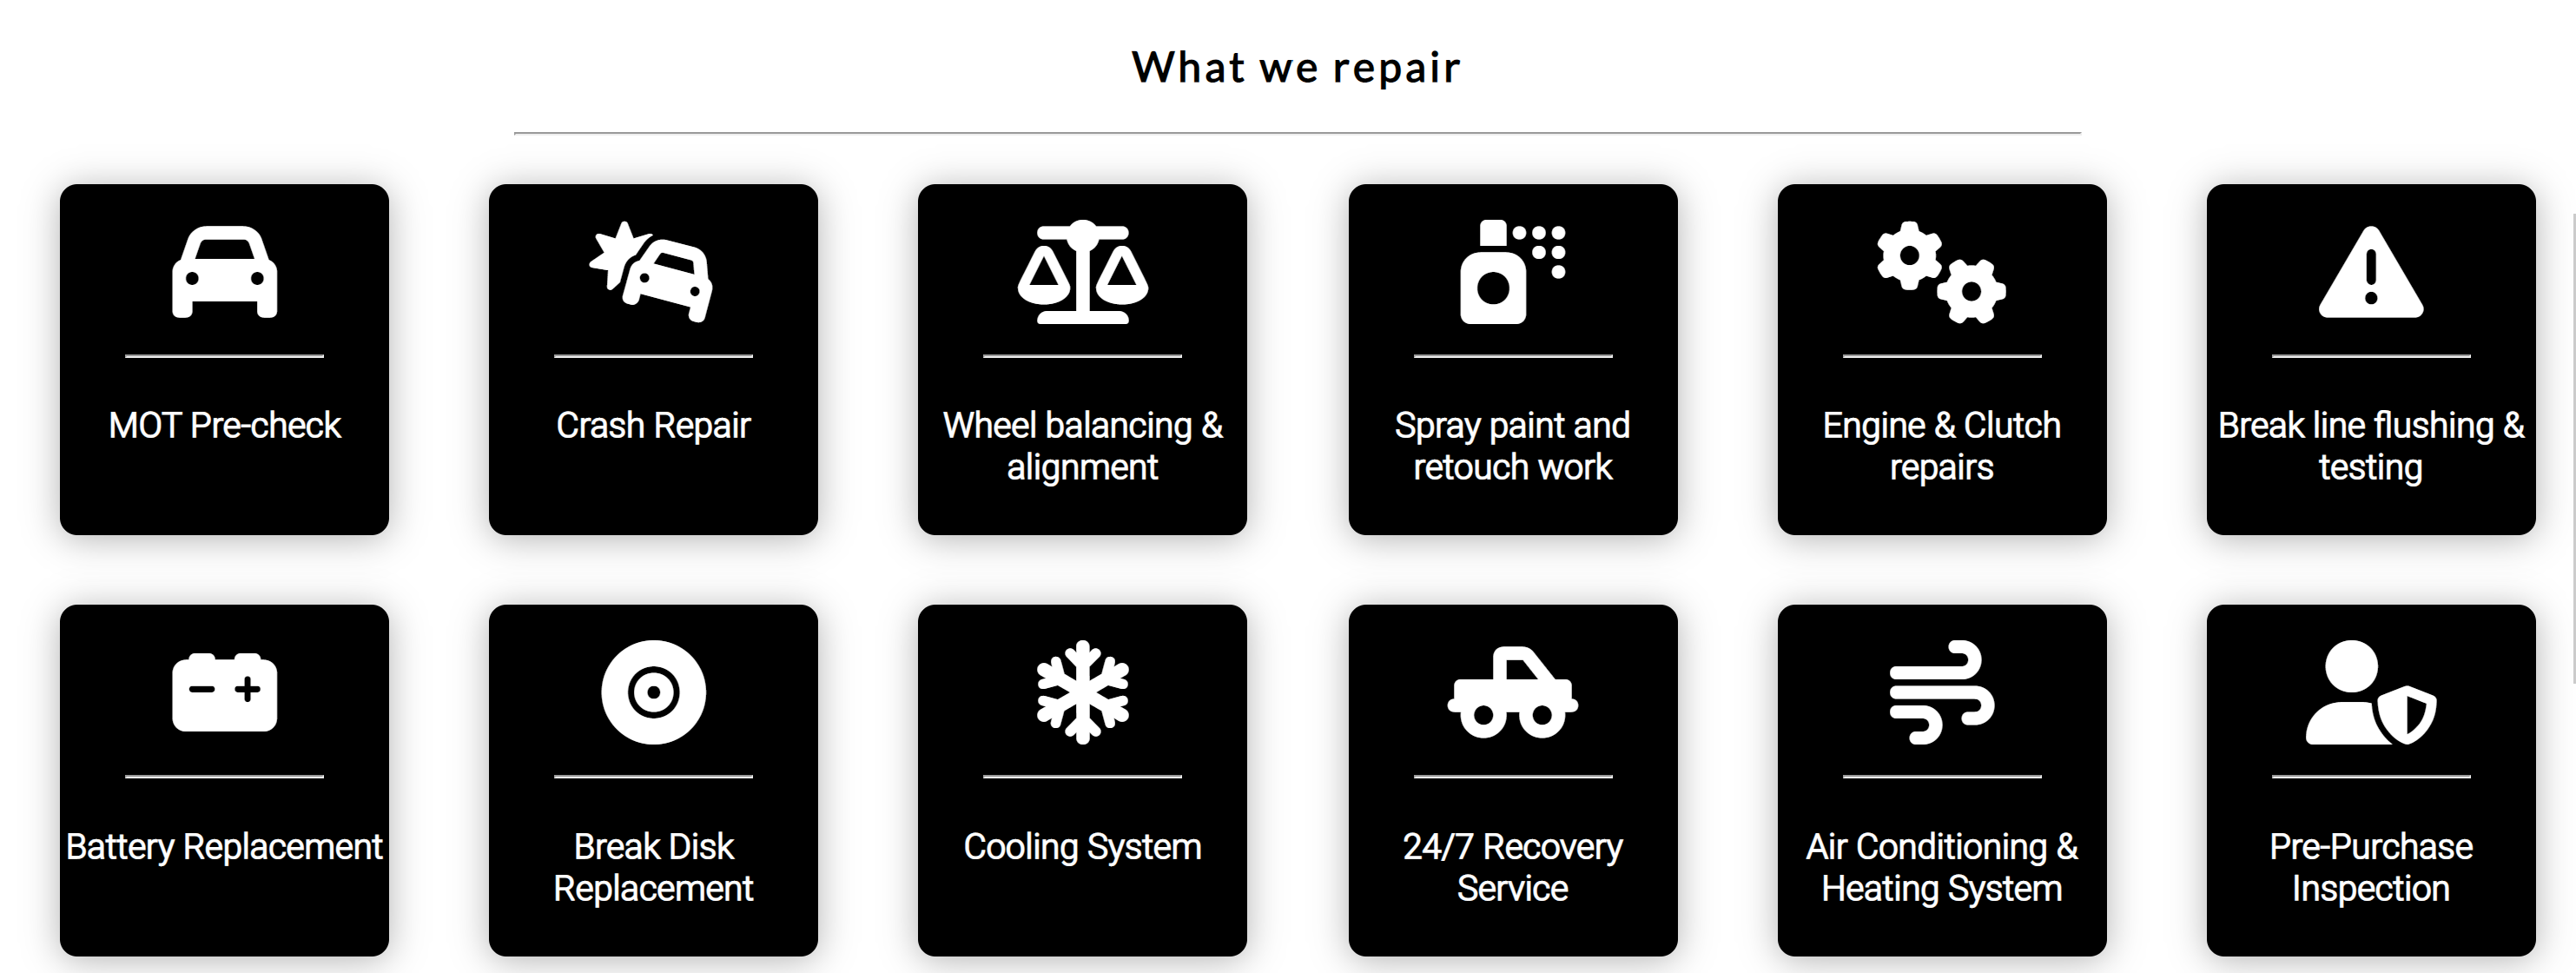 What we repair
MOT Pre-check
Crash Repair
Wheel balancing &
alignment
Spray paint and
retouch work
Engine & Clutch
repairs
Break line flushing &
testing
Battery Replacement
Break Disk
Replacement
Cooling System
24/7 Recovery
Service
Air Conditioning &
Heating System
Pre-Purchase
Inspection